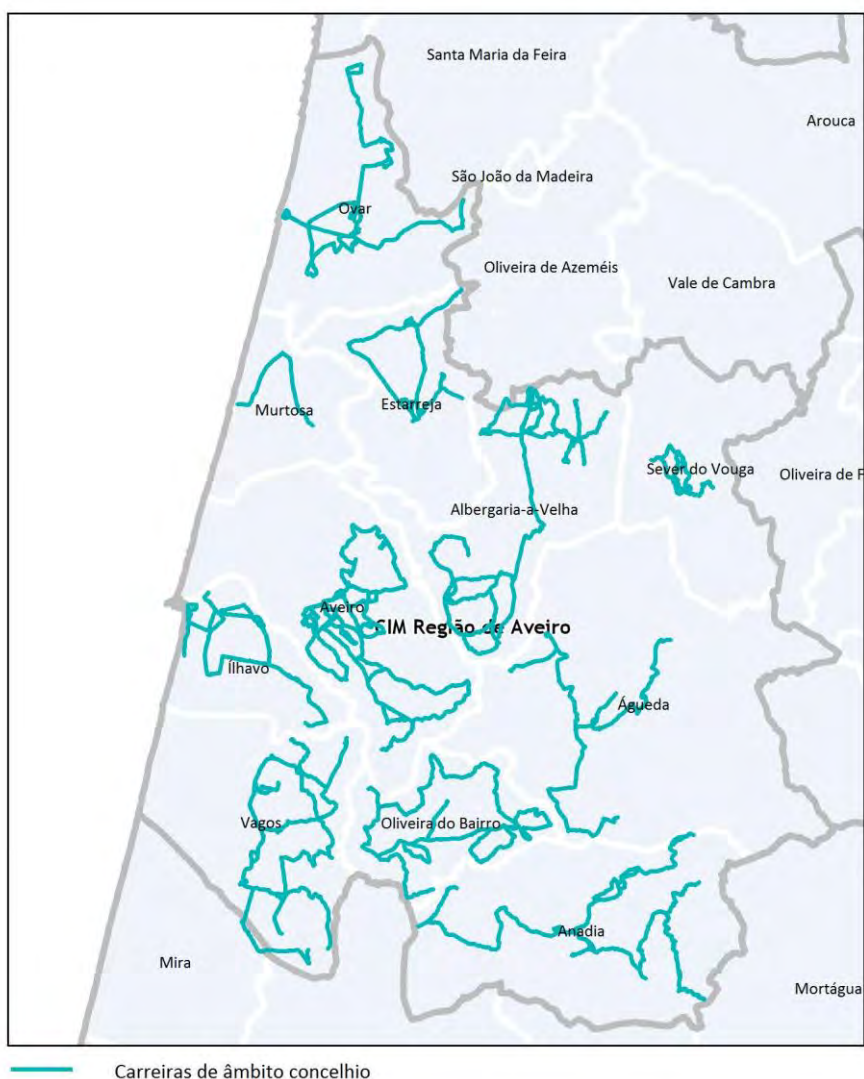 Santa Maria da Feira
Arouca
São João da Madeira
Ovar
Oliveira de Azeméis
Vale de Cambra
Murtosa
Estarreja
Sever do Vouga
Oliveira de F
Albergaria-a-Velha
Aveiro
CIM Região de Aveiro
Ílhavo
Águeda
Vagos
Oliveira do Bairro
Anadia
Mira
Mortágua
Carreiras de âmbito concelhio